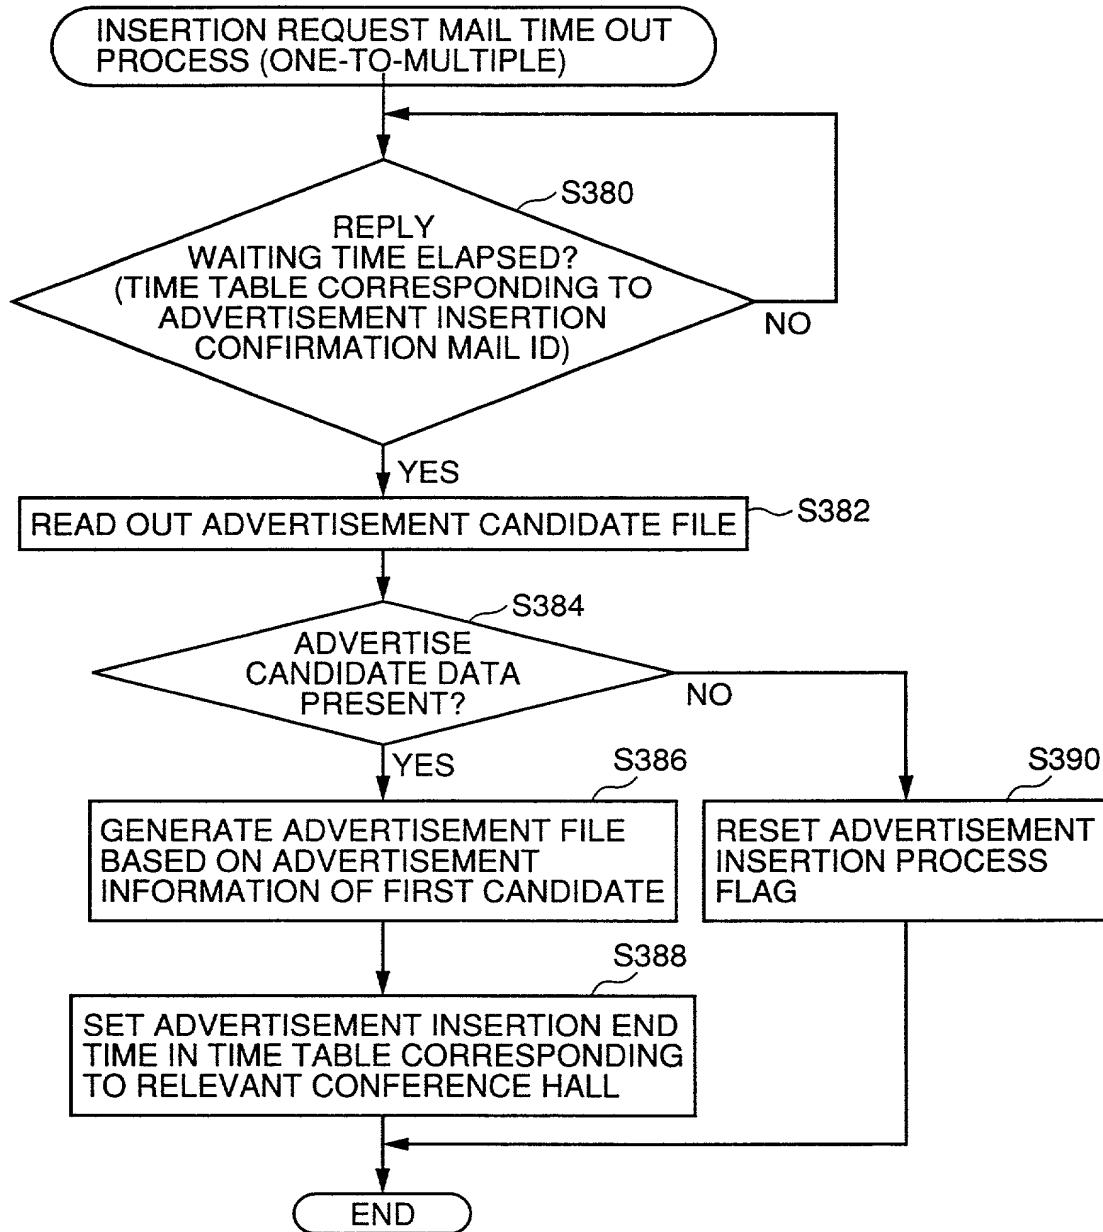 INSERTION REQUEST MAIL TIME OUT
PROCESS (ONE-TO-MULTIPLE)
S380
REPLY
WAITING TIME ELAPSED?
(TIME TABLE CORRESPONDING TO
ADVERTISEMENT INSERTION
CONFIRMATION MAIL ID)
NO
YES
READ OUT ADVERTISEMENT CANDIDATE FILE
S382
S384
ADVERTISE
CANDIDATE DATA
PRESENT?
NO
YES
S386
GENERATE ADVERTISEMENT FILE
BASED ON ADVERTISEMENT
INFORMATION OF FIRST CANDIDATE
S390
RESET ADVERTISEMENT
INSERTION PROCESS
FLAG
S388
SET ADVERTISEMENT INSERTION END
TIME IN TIME TABLE CORRESPONDING
TO RELEVANT CONFERENCE HALL
END